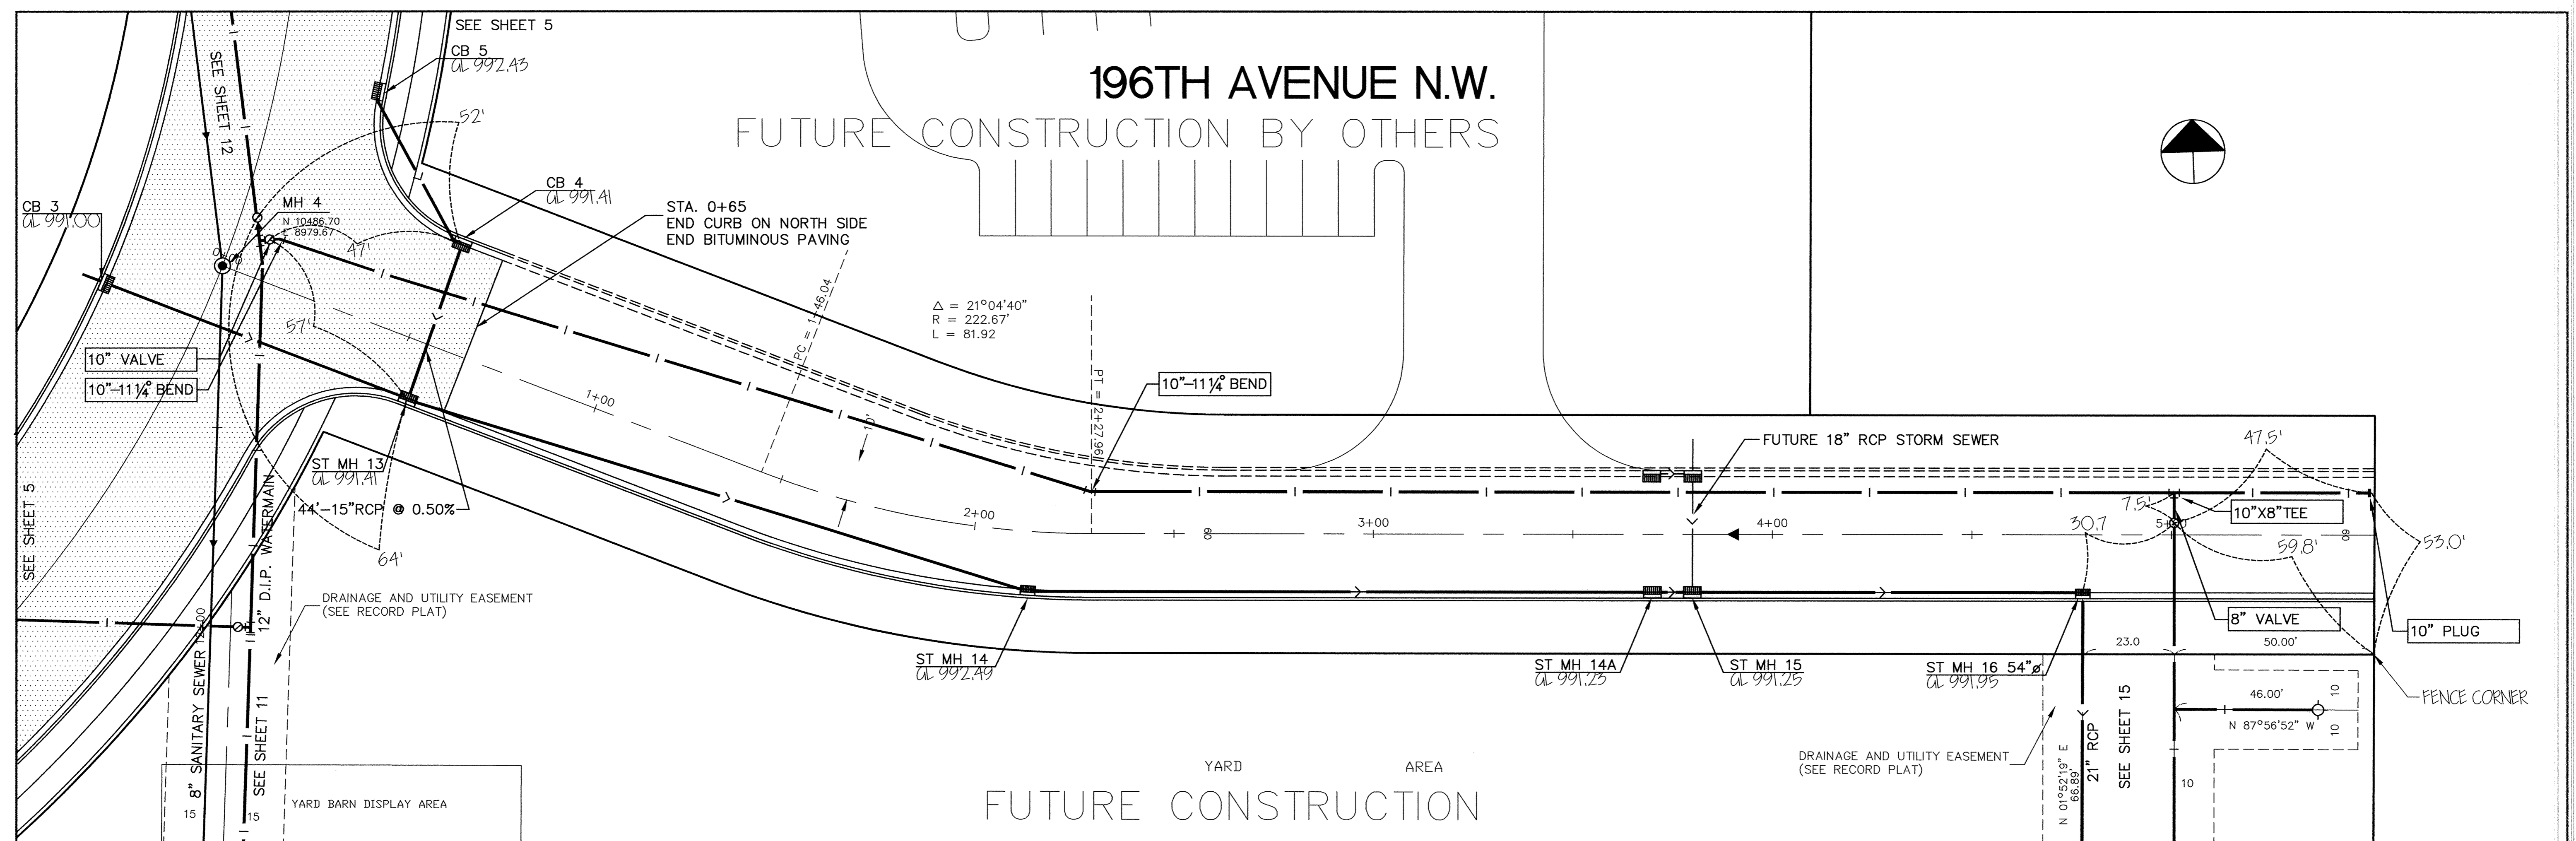 SEE SHEET 5
CB 5
GL 992.43
196TH AVENUE N.W.
FUTURE CONSTRUCTION BY OTHERS
SEE SHEET 12
52'
CB 4
GL 991.41
CB 3
GL 991.00
MH 4
N 10486.70
E 8979.67
47'
STA. 0+65
END CURB ON NORTH SIDE
END BITUMINOUS PAVING
PC = 1+46.04
Δ = 21°04'40"
R = 222.67'
L = 81.92
57'
10" VALVE
10"-11¼° BEND
PT = 2+27.96
10"-11¼° BEND
1+00
10'
ST MH 13
GL 991.41
44'-15"RCP @ 0.50%
64'
FUTURE 18" RCP STORM SEWER
47.5'
7.5'
10"X8"TEE
2+00
60
3+00
4+00
30.7
5+00
59.8'
60
53.0'
SEE SHEET 5
12" D.I.P. WATERMAIN
DRAINAGE AND UTILITY EASEMENT
(SEE RECORD PLAT)
8" VALVE
10" PLUG
23.0
50.00'
ST MH 14
GL 992.49
ST MH 14A
GL 991.23
ST MH 15
GL 991.25
ST MH 16 54"ø
GL 991.95
8" SANITARY SEWER 12+00
SEE SHEET 11
46.00'
10
10
N 87°56'52" W
FENCE CORNER
SEE SHEET 15
21" RCP
N 01°52'19" E
66.89'
DRAINAGE AND UTILITY EASEMENT
(SEE RECORD PLAT)
YARD AREA
FUTURE CONSTRUCTION
YARD BARN DISPLAY AREA
15
15
10